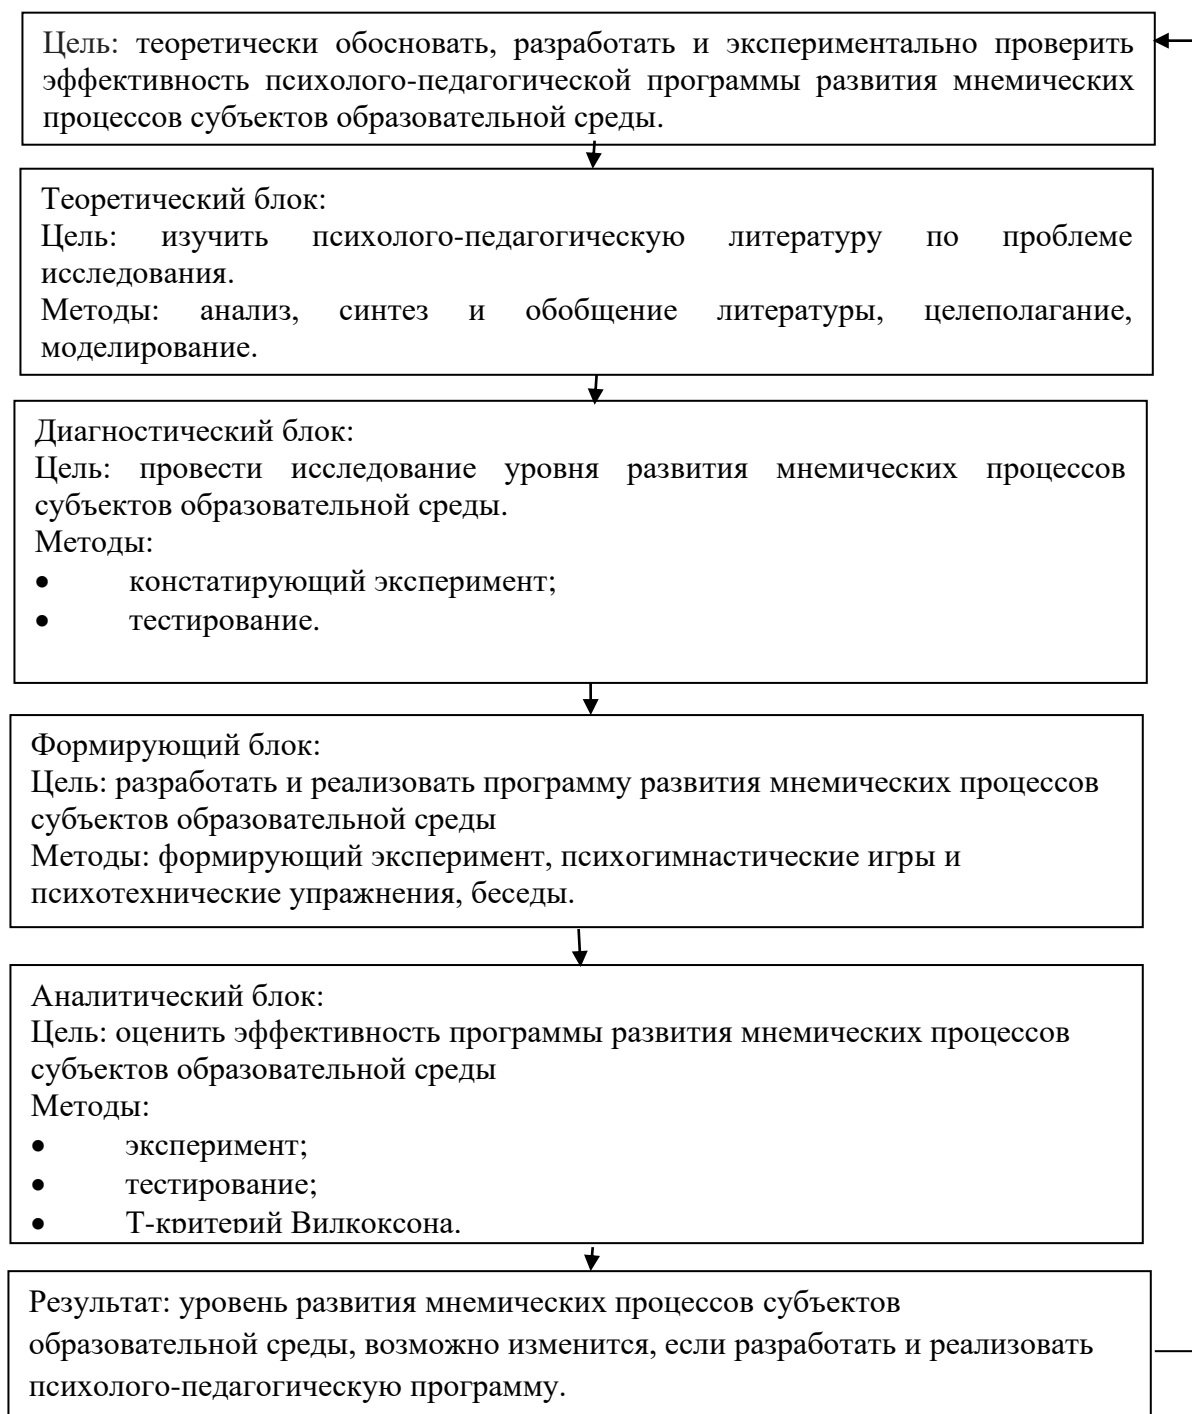 Цель: теоретически обосновать, разработать и экспериментально проверить
эффективность психолого-педагогической программы развития мнемических
процессов субъектов образовательной среды.
Теоретический блок:
Цель: изучить психолого-педагогическую литературу по проблеме
исследования.
Методы: анализ, синтез и обобщение литературы, целеполагание,
моделирование.
Диагностический блок:
Цель: провести исследование уровня развития мнемических процессов
субъектов образовательной среды.
Методы:
• констатирующий эксперимент;
• тестирование.
Формирующий блок:
Цель: разработать и реализовать программу развития мнемических процессов
субъектов образовательной среды
Методы: формирующий эксперимент, психогимнастические игры и
психотехнические упражнения, беседы.
Аналитический блок:
Цель: оценить эффективность программы развития мнемических процессов
субъектов образовательной среды
Методы:
• эксперимент;
• тестирование;
• Т-критерий Вилкоксона.
Результат: уровень развития мнемических процессов субъектов
образовательной среды, возможно изменится, если разработать и реализовать
психолого-педагогическую программу.